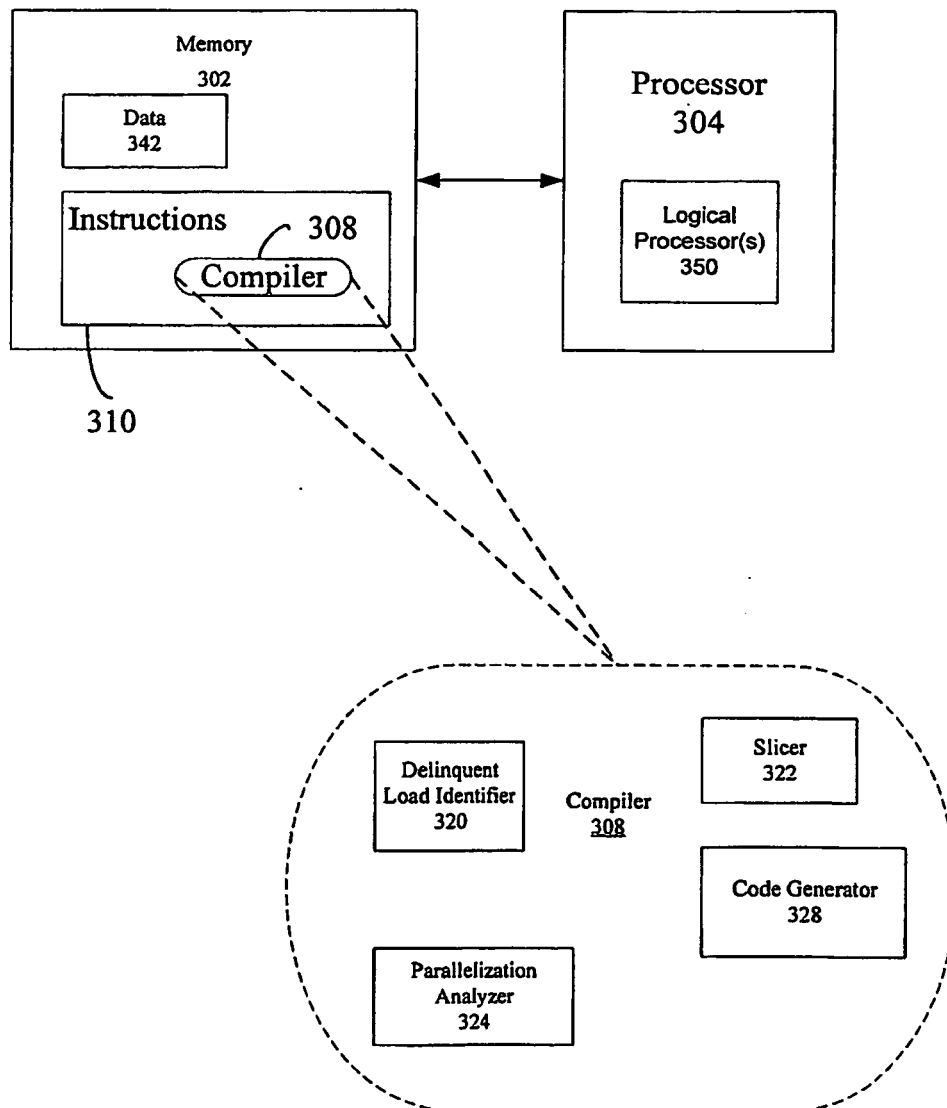 Memory
302
Data
342
Instructions
308
Compiler
310
Processor
304
Logical
Processor(s)
350
Delinquent
Load Identifier
320
Compiler
308
Slicer
322
Code Generator
328
Parallelization
Analyzer
324